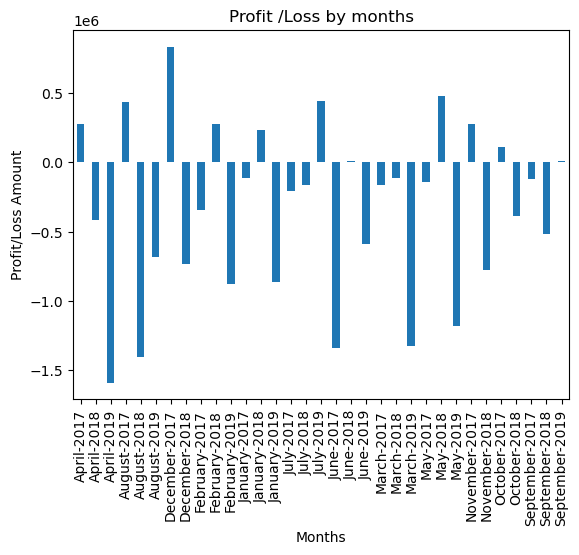 Profit /Loss by months
1e6
Profit/Loss Amount
0.5
0.0
−0.5
−1.0
−1.5
April-2017
April-2018
April-2019
August-2017
August-2018
August-2019
December-2017
December-2018
February-2017
February-2018
February-2019
January-2017
January-2018
January-2019
July-2017
July-2018
July-2019
June-2017
June-2018
June-2019
March-2017
March-2018
March-2019
May-2017
May-2018
May-2019
November-2017
November-2018
October-2017
October-2018
September-2017
September-2018
September-2019
Months